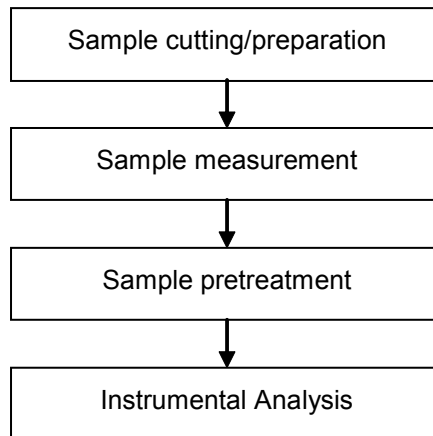 Sample cutting/preparation
Sample measurement
Sample pretreatment
Instrumental Analysis